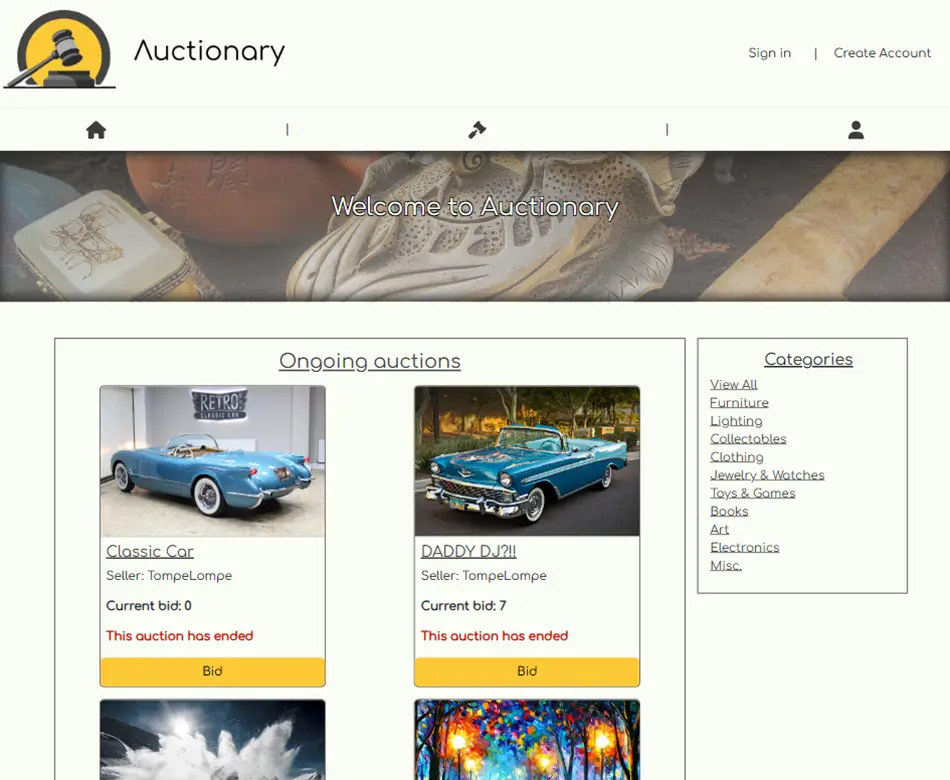 Auctionary
Sign in | Create Account
Welcome to Auctionary
Ongoing auctions
RETRO
CLASSIC CAR
Classic Car
Seller: TompeLompe
Current bid: 0
This auction has ended
Bid
DADDY DJ?!!
Seller: TompeLompe
Current bid: 7
This auction has ended
Bid
Categories
View All
Furniture
Lighting
Collectables
Clothing
Jewelry & Watches
Toys & Games
Books
Art
Electronics
Misc.